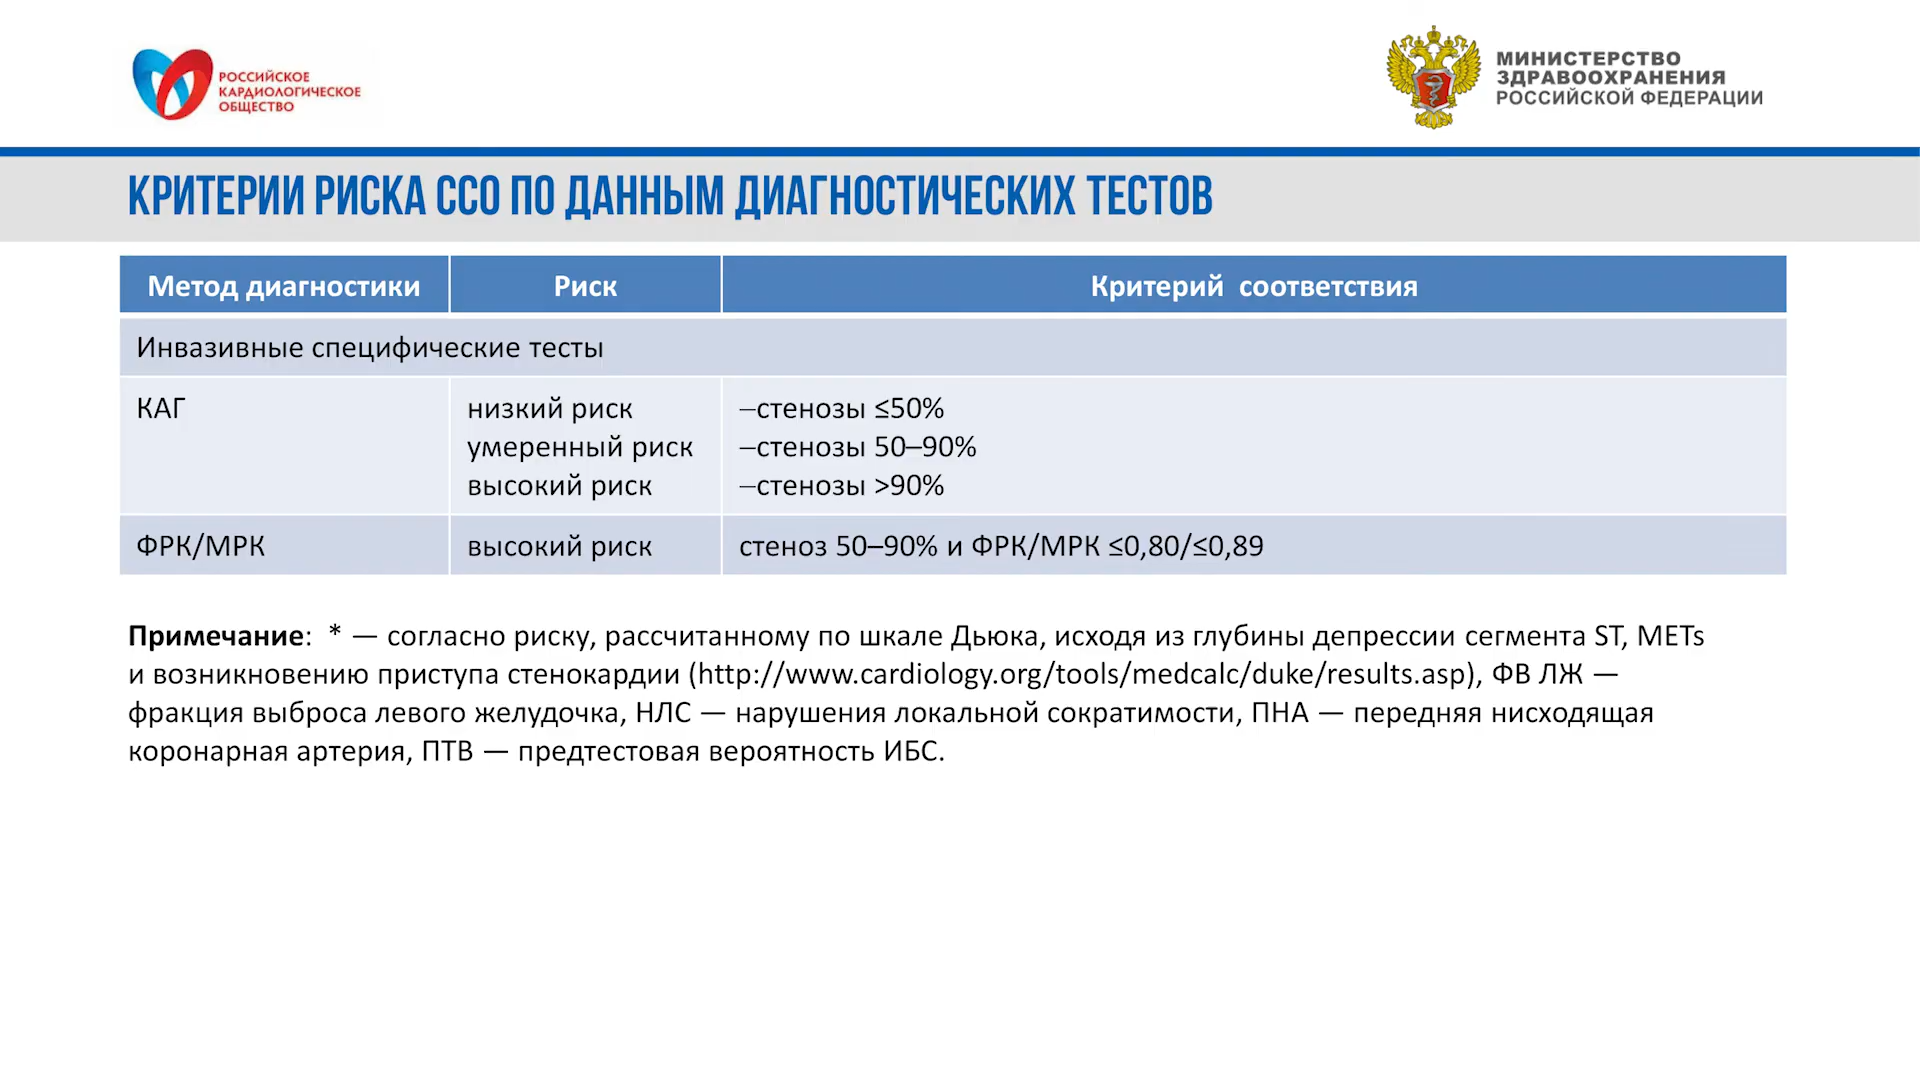 РОССИЙСКОЕ
КАРДИОЛОГИЧЕСКОЕ
ОБЩЕСТВО
МИНИСТЕРСТВО
ЗДРАВООХРАНЕНИЯ
РОССИЙСКОЙ ФЕДЕРАЦИИ
КРИТЕРИИ РИСКА ССО ПО ДАННЫМ ДИАГНОСТИЧЕСКИХ ТЕСТОВ
Метод диагностики Риск Критерий соответствия
Инвазивные специфические тесты
КАГ низкий риск –стенозы ≤50%
умеренный риск –стенозы 50–90%
высокий риск –стенозы >90%
ФРК/МРК высокий риск стеноз 50–90% и ФРК/МРК ≤0,80/≤0,89
Примечание: * — согласно риску, рассчитанному по шкале Дьюка, исходя из глубины депрессии сегмента ST, METs
и возникновению приступа стенокардии (http://www.cardiology.org/tools/medcalc/duke/results.asp), ФВ ЛЖ —
фракция выброса левого желудочка, НЛС — нарушения локальной сократимости, ПНА — передняя нисходящая
коронарная артерия, ПТВ — предтестовая вероятность ИБС.